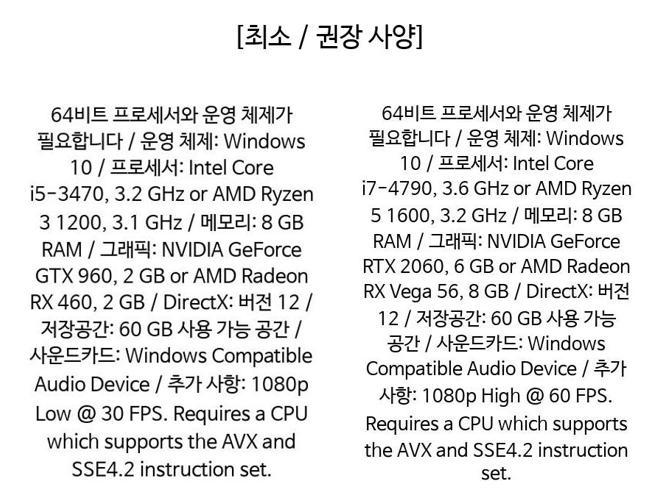 [최소 / 권장 사양]
64비트 프로세서와 운영 체제가
필요합니다 / 운영 체제: Windows
10 / 프로세서: Intel Core
i5-3470, 3.2 GHz or AMD Ryzen
3 1200, 3.1 GHz / 메모리: 8 GB
RAM / 그래픽: NVIDIA GeForce
GTX 960, 2 GB or AMD Radeon
RX 460, 2 GB / DirectX: 버전 12 /
저장공간: 60 GB 사용 가능 공간 /
사운드카드: Windows Compatible
Audio Device / 추가 사항: 1080p
Low @ 30 FPS. Requires a CPU
which supports the AVX and
SSE4.2 instruction set.
64비트 프로세서와 운영 체제가
필요합니다 / 운영 체제: Windows
10 / 프로세서: Intel Core
i7-4790, 3.6 GHz or AMD Ryzen
5 1600, 3.2 GHz / 메모리: 8 GB
RAM / 그래픽: NVIDIA GeForce
RTX 2060, 6 GB or AMD Radeon
RX Vega 56, 8 GB / DirectX: 버전
12 / 저장공간: 60 GB 사용 가능
공간 / 사운드카드: Windows
Compatible Audio Device / 추가
사항: 1080p High @ 60 FPS.
Requires a CPU which supports
the AVX and SSE4.2 instruction
set.